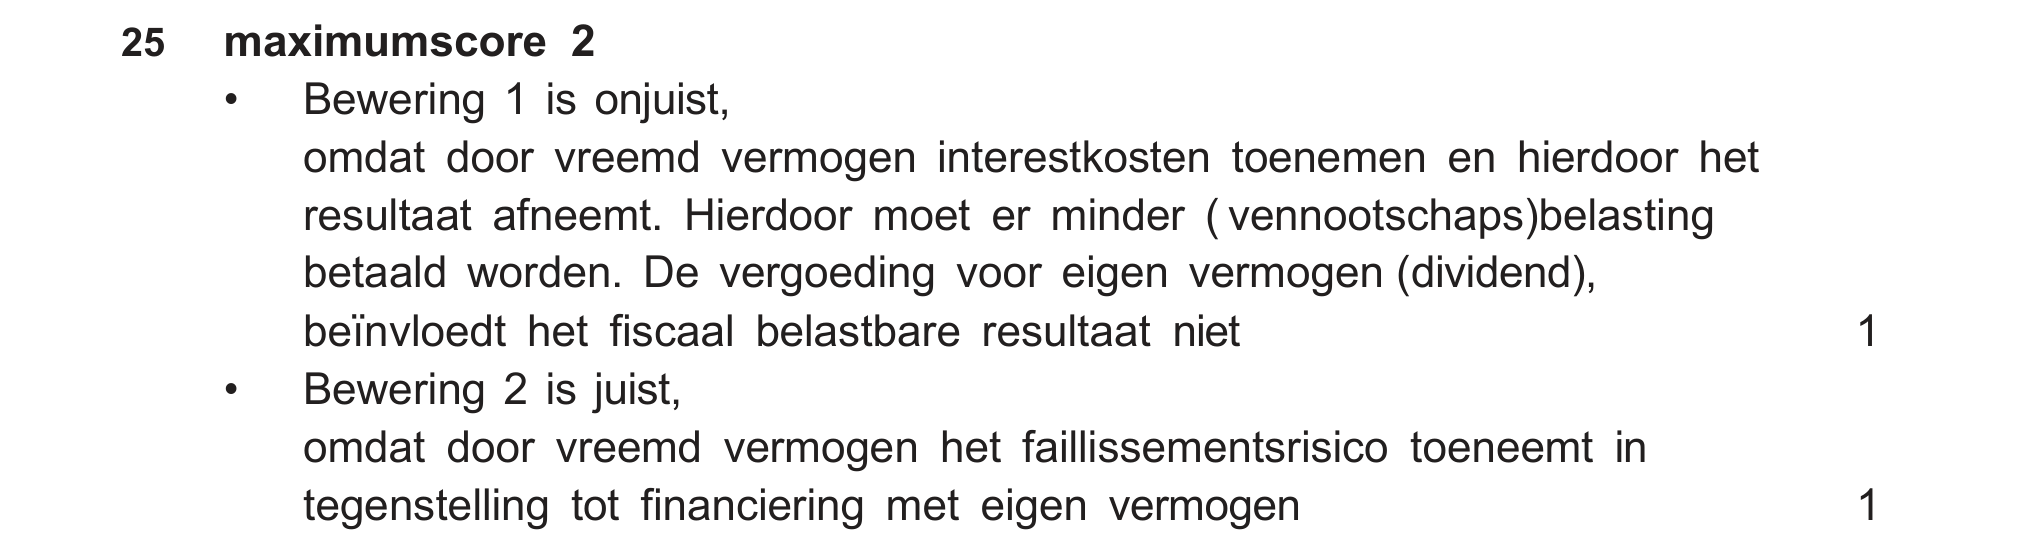 25 maximumscore 2
• Bewering 1 is onjuist,
omdat door vreemd vermogen interestkosten toenemen en hierdoor het
resultaat afneemt. Hierdoor moet er minder (vennootschaps)belasting
betaald worden. De vergoeding voor eigen vermogen (dividend),
beïnvloedt het fiscaal belastbare resultaat niet 1
• Bewering 2 is juist,
omdat door vreemd vermogen het faillissementsrisico toeneemt in
tegenstelling tot financiering met eigen vermogen 1